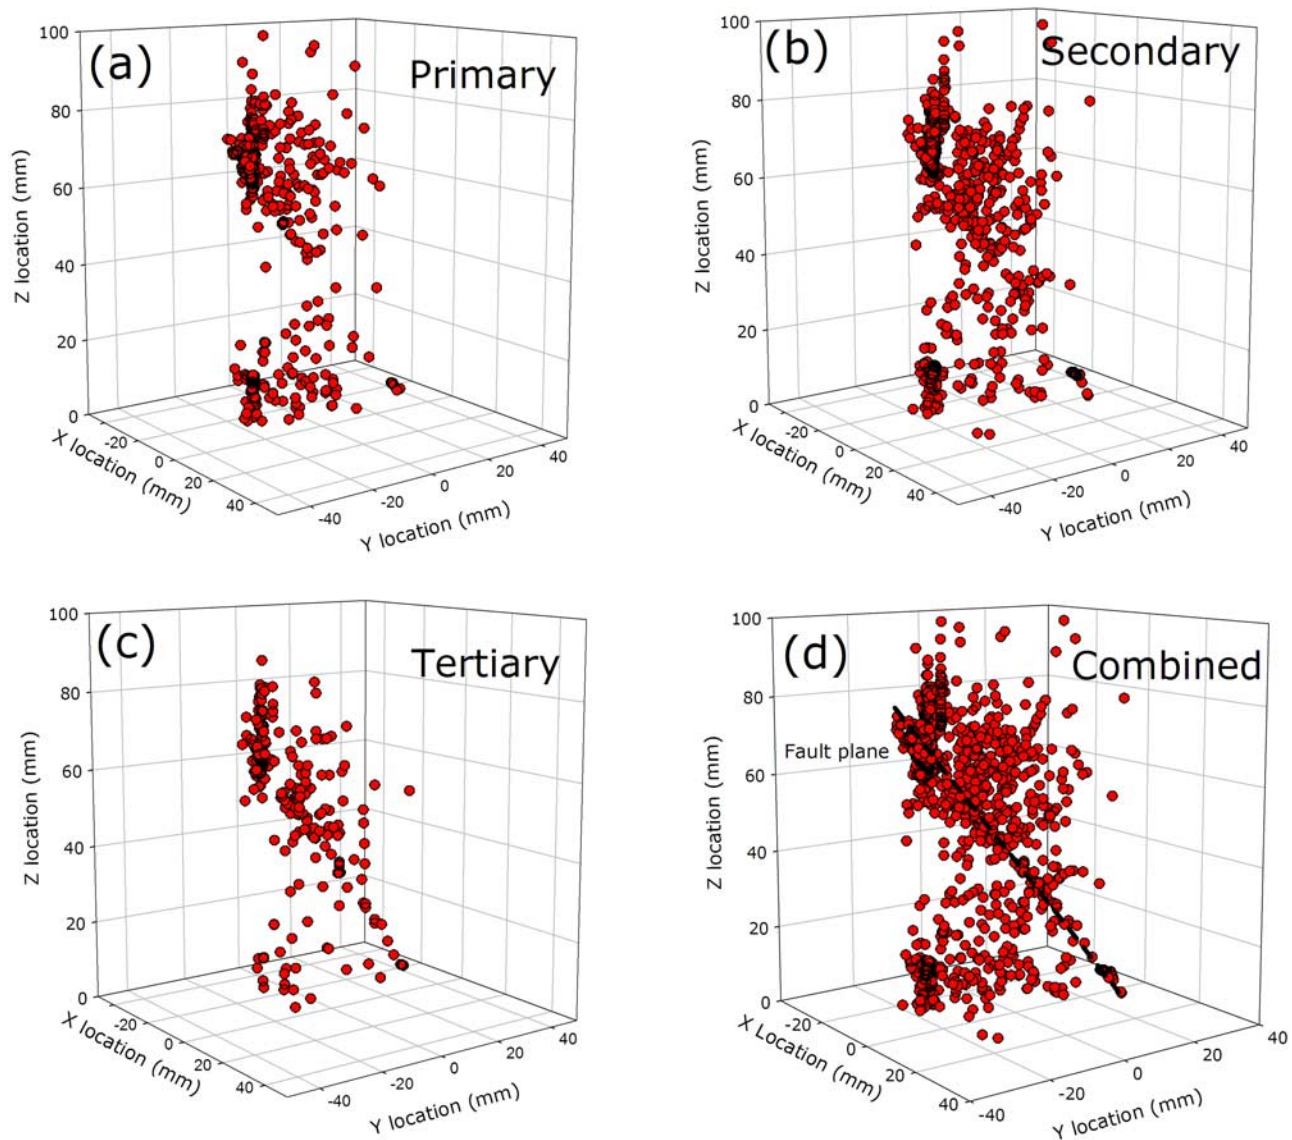 (a)
Primary
100
80
60
40
20
0
Z location (mm)
-20
0
20
40
X location (mm)
-40
-20
0
20
40
Y location (mm)
(b)
Secondary
100
80
60
40
20
0
Z location (mm)
-20
0
20
40
X location (mm)
-40
-20
0
20
40
Y location (mm)
(c)
Tertiary
100
80
60
40
20
0
Z location (mm)
-20
0
20
40
X location (mm)
-40
-20
0
20
40
Y location (mm)
(d)
Combined
Fault plane
100
80
60
40
20
0
Z location (mm)
-20
0
20
40
X Location (mm)
-40
-20
0
20
40
Y location (mm)